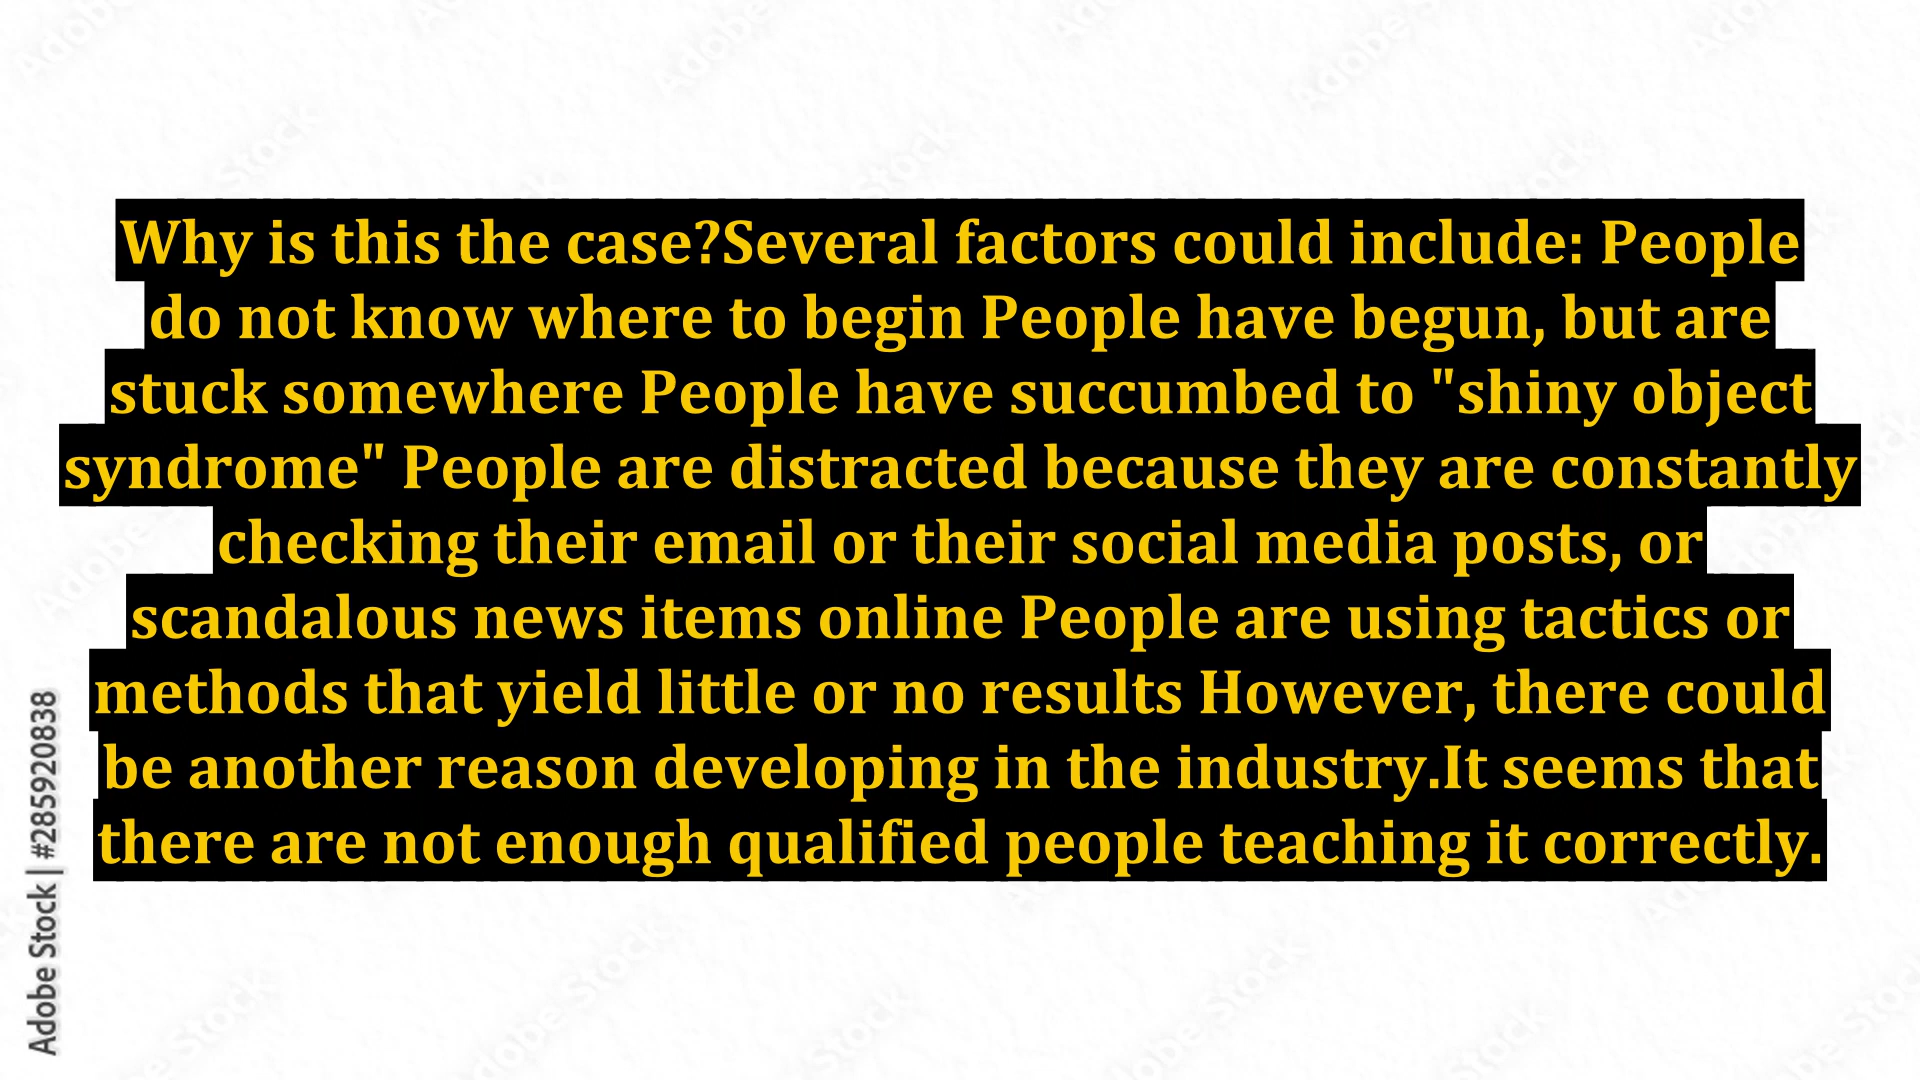 Why is this the case?Several factors could include: People
do not know where to begin People have begun, but are
stuck somewhere People have succumbed to "shiny object
syndrome" People are distracted because they are constantly
checking their email or their social media posts, or
scandalous news items online People are using tactics or
methods that yield little or no results However, there could
be another reason developing in the industry.It seems that
there are not enough qualified people teaching it correctly.
Adobe Stock | #285920838